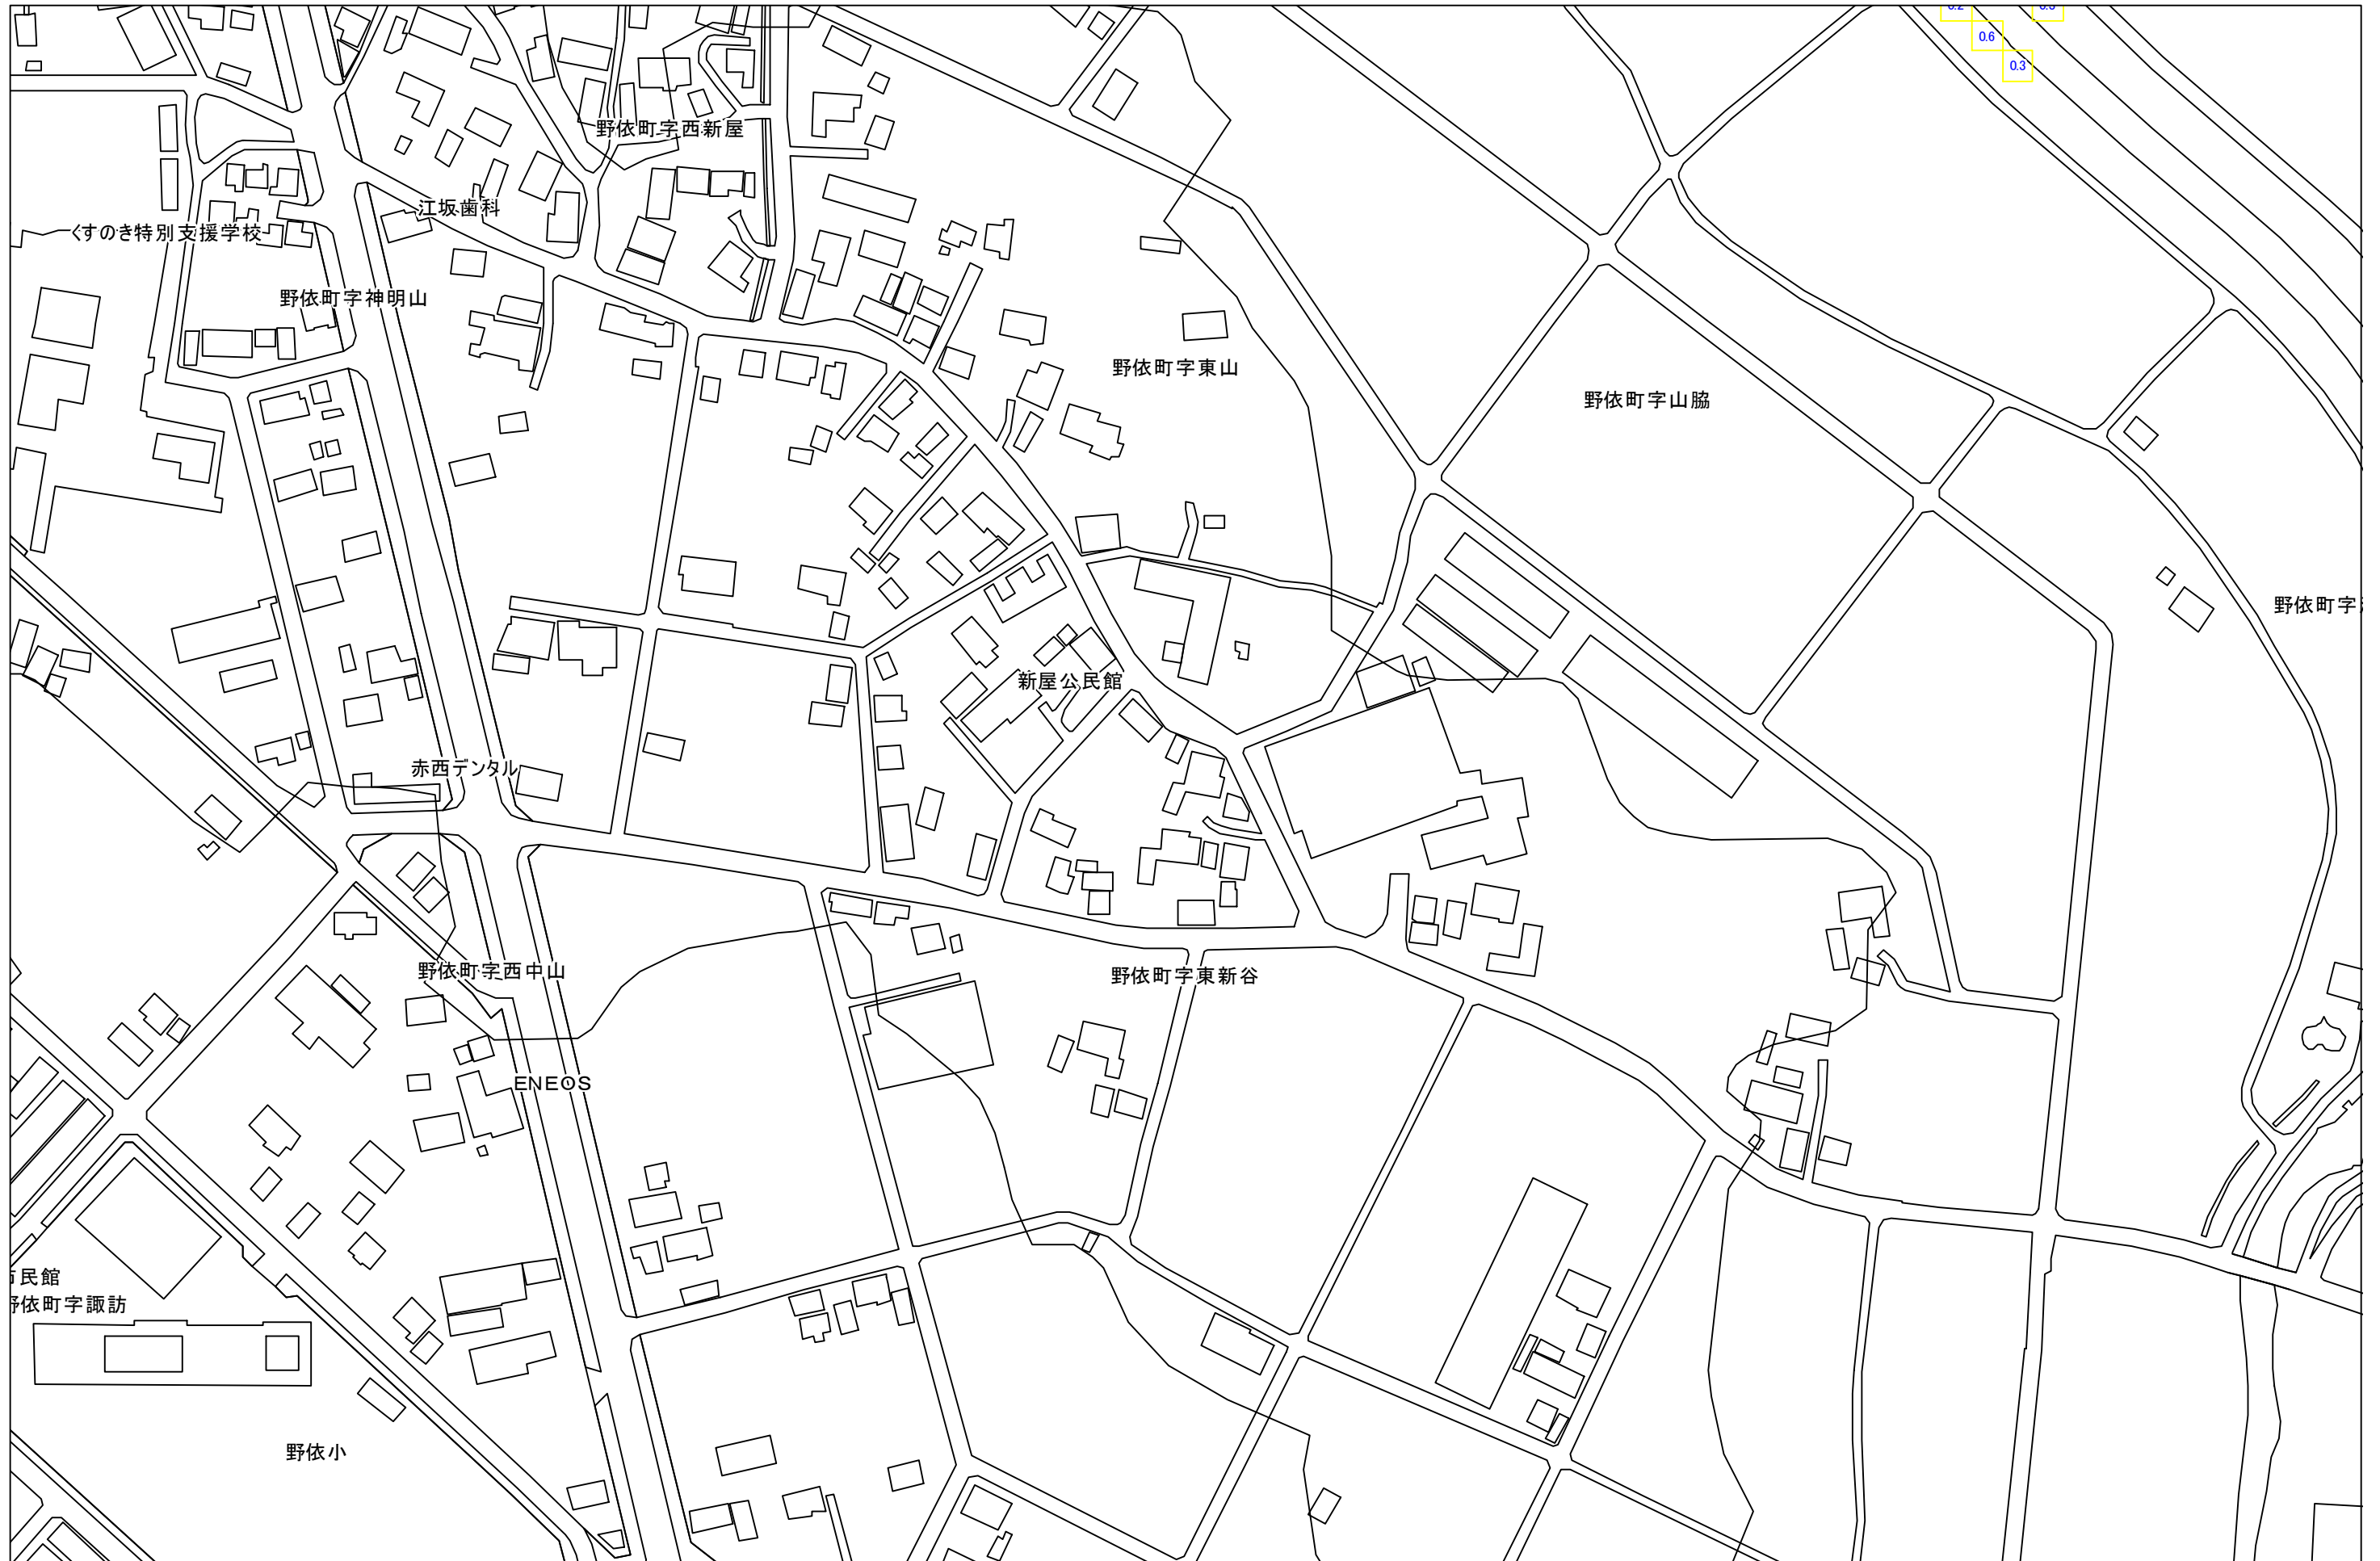 0.6
0.3
野依町字西新屋
江坂歯科
くすのき特別支援学校
野依町字神明山
野依町字東山
野依町字山脇
野依町字
新屋公民館
赤西デンタル
野依町字西中山
野依町字東新谷
ENEOS
市民館
野依町字諏訪
野依小